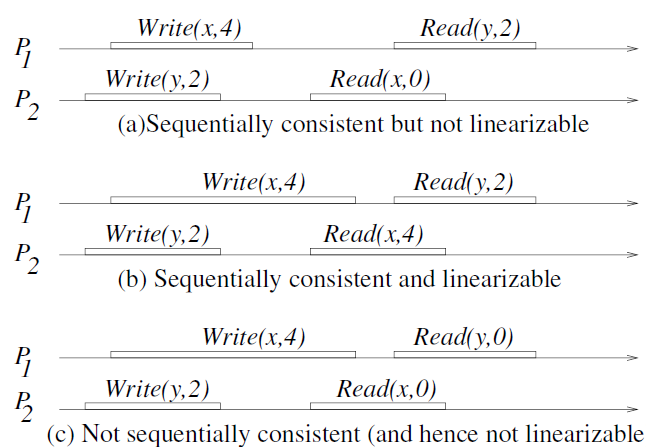 Write(x,4) Read(y,2)
P1
Write(y,2) Read(x,0)
P2
(a)Sequentially consistent but not linearizable
Write(x,4) Read(y,2)
P1
Write(y,2) Read(x,4)
P2
(b) Sequentially consistent and linearizable
Write(x,4) Read(y,0)
P1
Write(y,2) Read(x,0)
P2
(c) Not sequentially consistent (and hence not linearizable